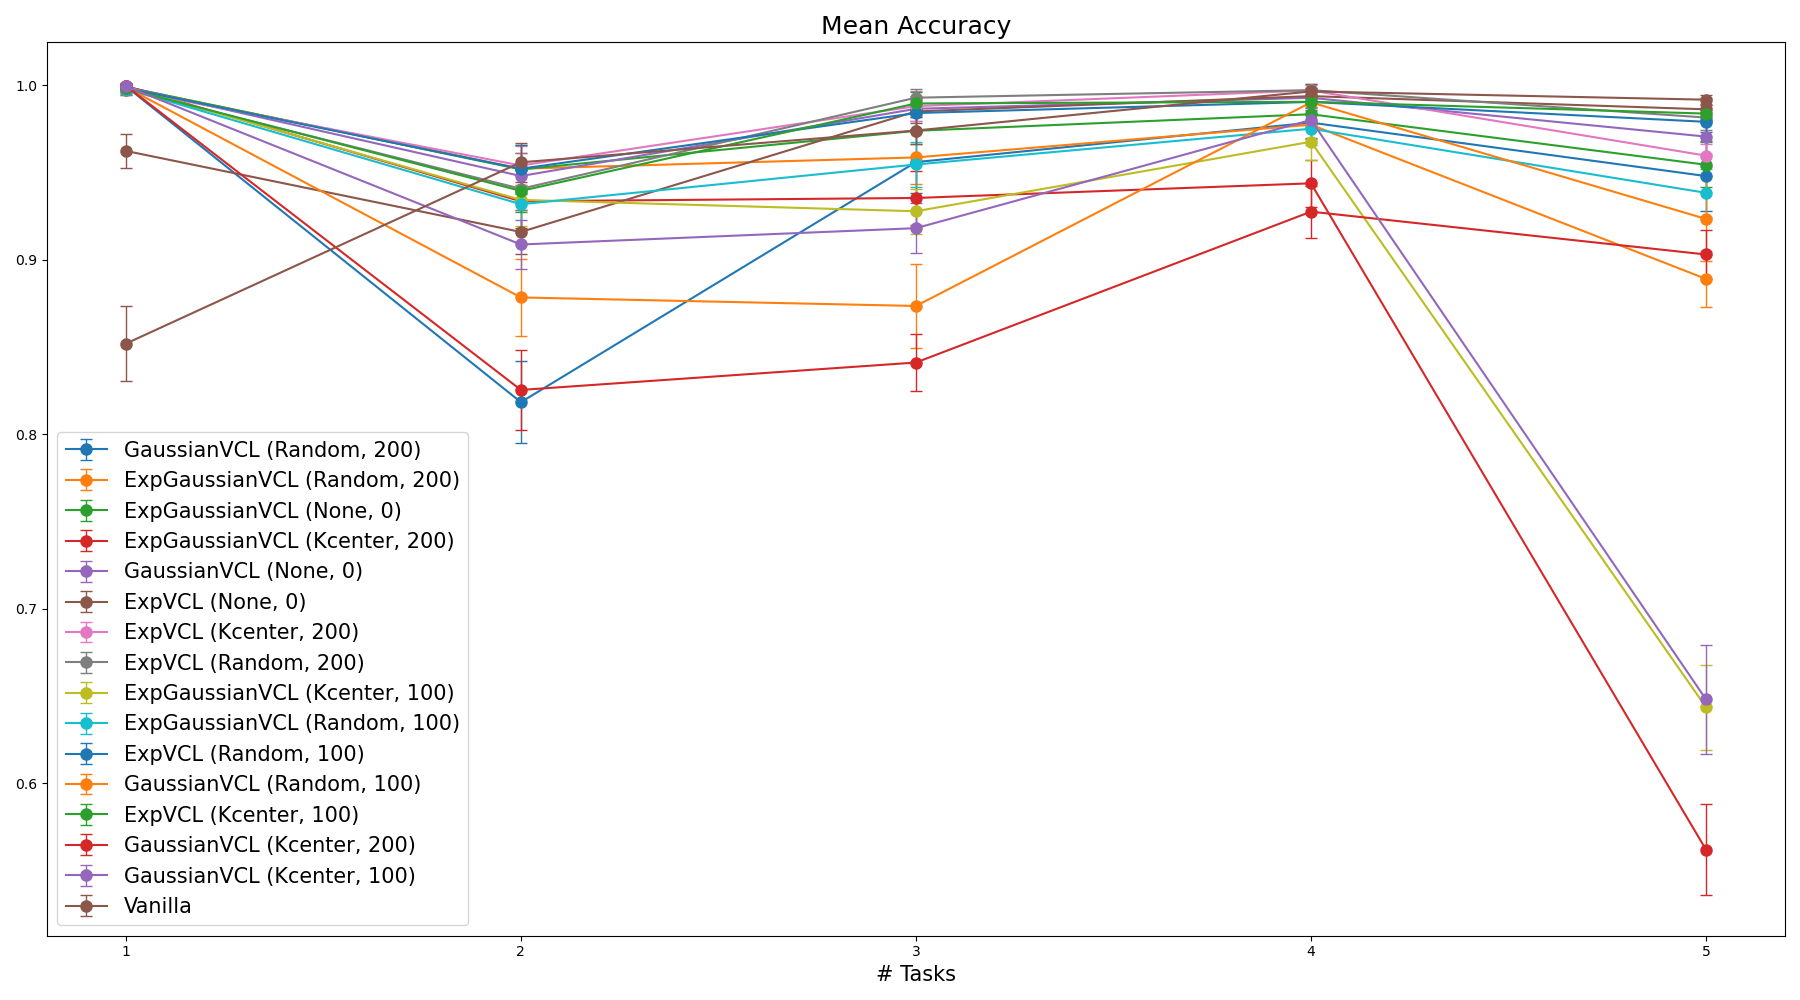 Mean Accuracy
1.0
0.9
0.8
0.7
0.6
GaussianVCL (Random, 200)
ExpGaussianVCL (Random, 200)
ExpGaussianVCL (None, 0)
ExpGaussianVCL (Kcenter, 200)
GaussianVCL (None, 0)
ExpVCL (None, 0)
ExpVCL (Kcenter, 200)
ExpVCL (Random, 200)
ExpGaussianVCL (Kcenter, 100)
ExpGaussianVCL (Random, 100)
ExpVCL (Random, 100)
GaussianVCL (Random, 100)
ExpVCL (Kcenter, 100)
GaussianVCL (Kcenter, 200)
GaussianVCL (Kcenter, 100)
Vanilla
1 2 3 4 5
# Tasks